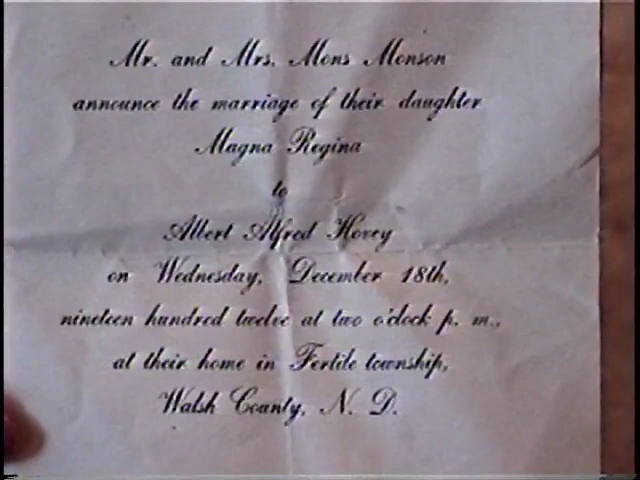 Mr. and Mrs. Mons Monson
announce the marriage of their daughter
Magna Regina
to
Albert Alfred Hovey
on Wednesday, December 18th,
nineteen hundred twelve at two o'clock p. m.,
at their home in Fertile township,
Walsh County, N. D.